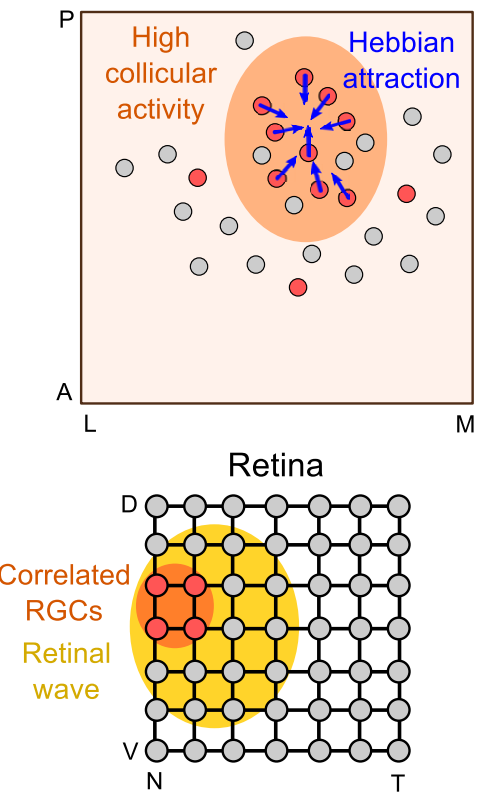 P
High
collicular
activity
Hebbian
attraction
A
L
M
Retina
D
Correlated
RGCs
Retinal
wave
V
N
T